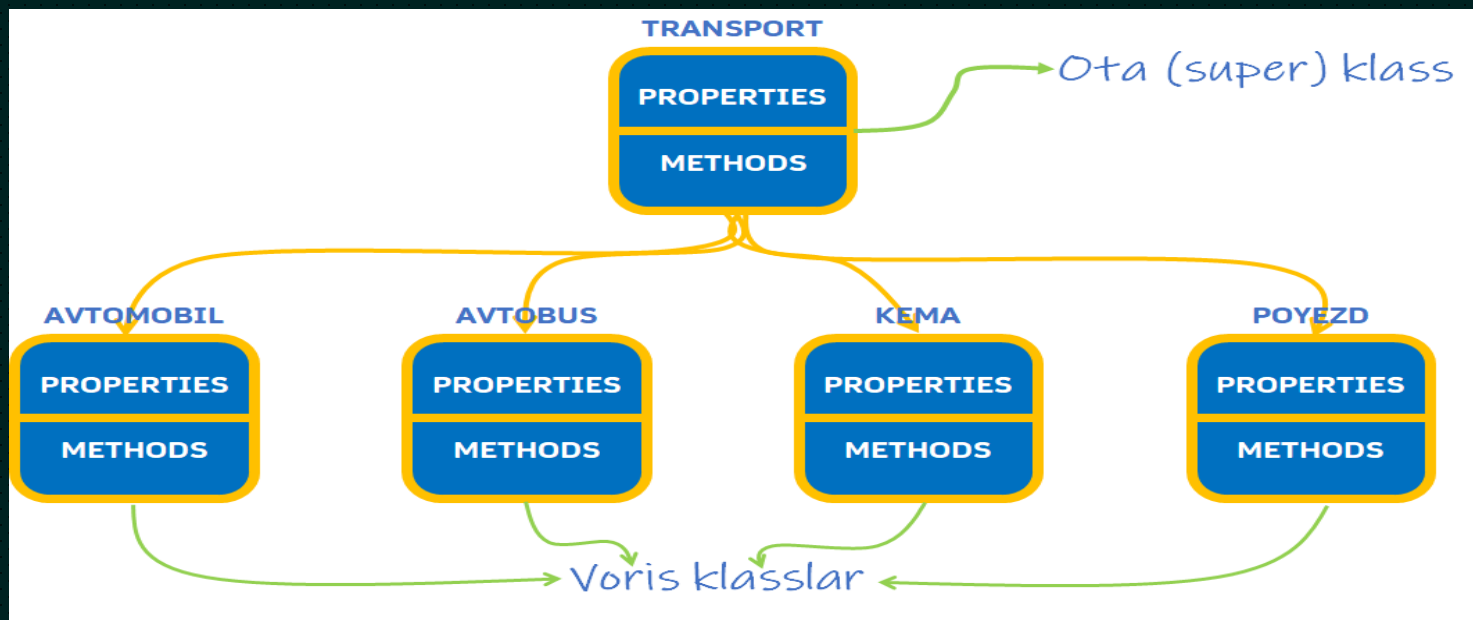 TRANSPORT
Ota (super) klass
PROPERTIES
METHODS
AVTOMOBIL
AVTOBUS
KEMA
POYEZD
PROPERTIES
PROPERTIES
PROPERTIES
PROPERTIES
METHODS
METHODS
METHODS
METHODS
Voris klasslar